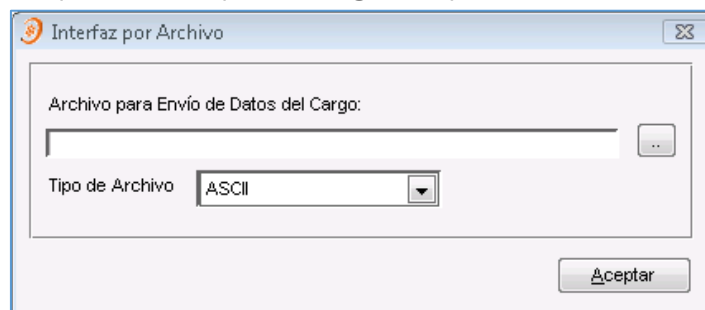 Interfaz por Archivo
Archivo para Envío de Datos del Cargo:
..
Tipo de Archivo ASCII
Aceptar